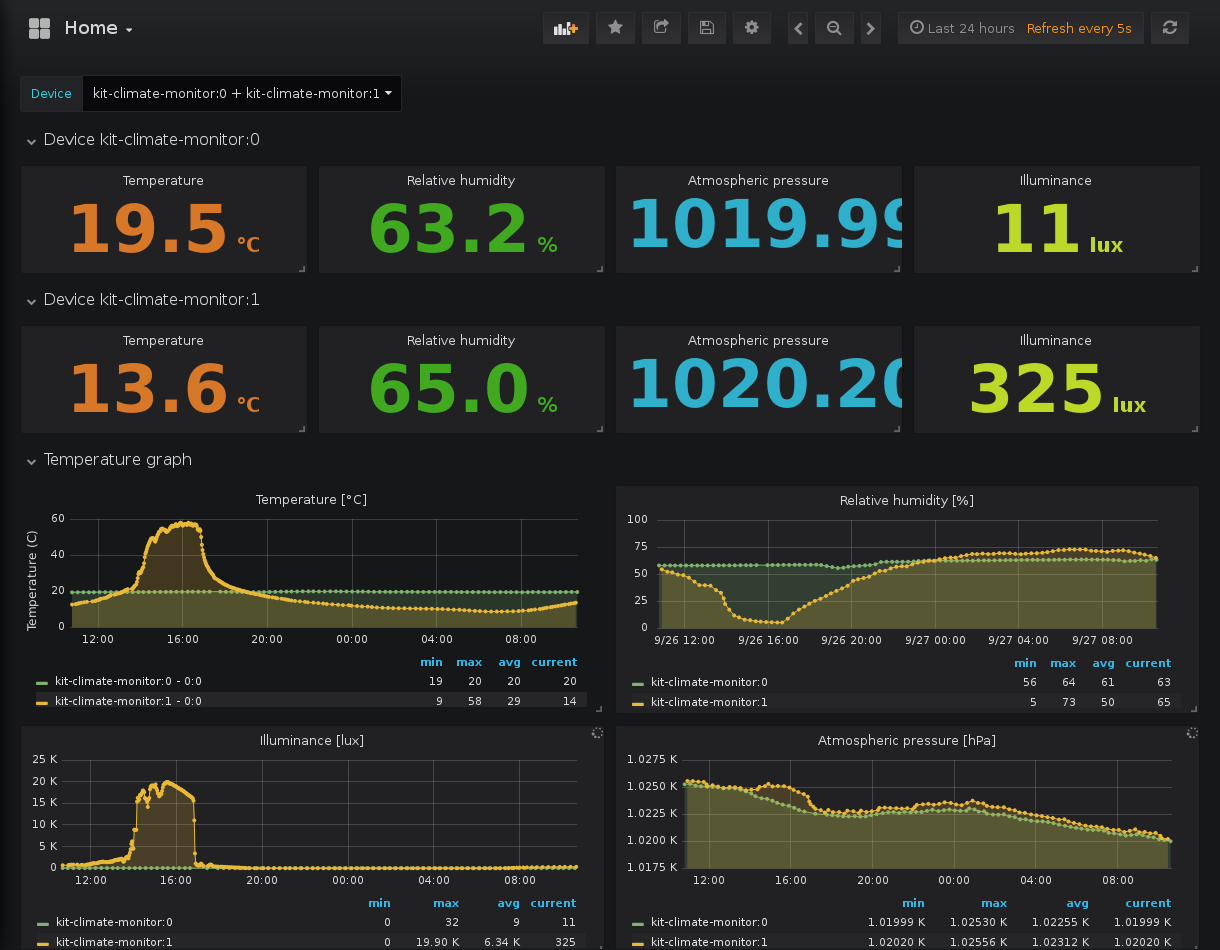 Home
Last 24 hours Refresh every 5s
Device kit-climate-monitor:0 + kit-climate-monitor:1
Device kit-climate-monitor:0
Temperature Relative humidity Atmospheric pressure Illuminance
19.5 °C 63.2 % 1019.99 11 lux
Device kit-climate-monitor:1
Temperature Relative humidity Atmospheric pressure Illuminance
13.6 °C 65.0 % 1020.20 325 lux
Temperature graph
Temperature [°C]
Temperature (C)
60
40
20
0
12:00 16:00 20:00 00:00 04:00 08:00
min max avg current
kit-climate-monitor:0 - 0:0 19 20 20 20
kit-climate-monitor:1 - 0:0 9 58 29 14
Relative humidity [%]
100
75
50
25
0
9/26 12:00 9/26 16:00 9/26 20:00 9/27 00:00 9/27 04:00 9/27 08:00
min max avg current
kit-climate-monitor:0 56 64 61 63
kit-climate-monitor:1 5 73 50 65
Illuminance [lux]
25 K
20 K
15 K
10 K
5 K
0
12:00 16:00 20:00 00:00 04:00 08:00
min max avg current
kit-climate-monitor:0 0 32 9 11
kit-climate-monitor:1 0 19.90 K 6.34 K 325
Atmospheric pressure [hPa]
1.0275 K
1.0250 K
1.0225 K
1.0200 K
1.0175 K
12:00 16:00 20:00 00:00 04:00 08:00
min max avg current
kit-climate-monitor:0 1.01999 K 1.02530 K 1.02255 K 1.01999 K
kit-climate-monitor:1 1.02020 K 1.02556 K 1.02312 K 1.02020 K